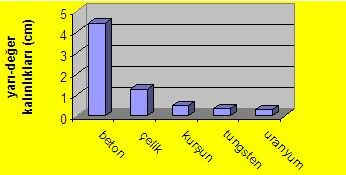 yarı-değer
kalınlıkları (cm)
5
4
3
2
1
0
beton
çelik
kurşun
tungsten
uranyum